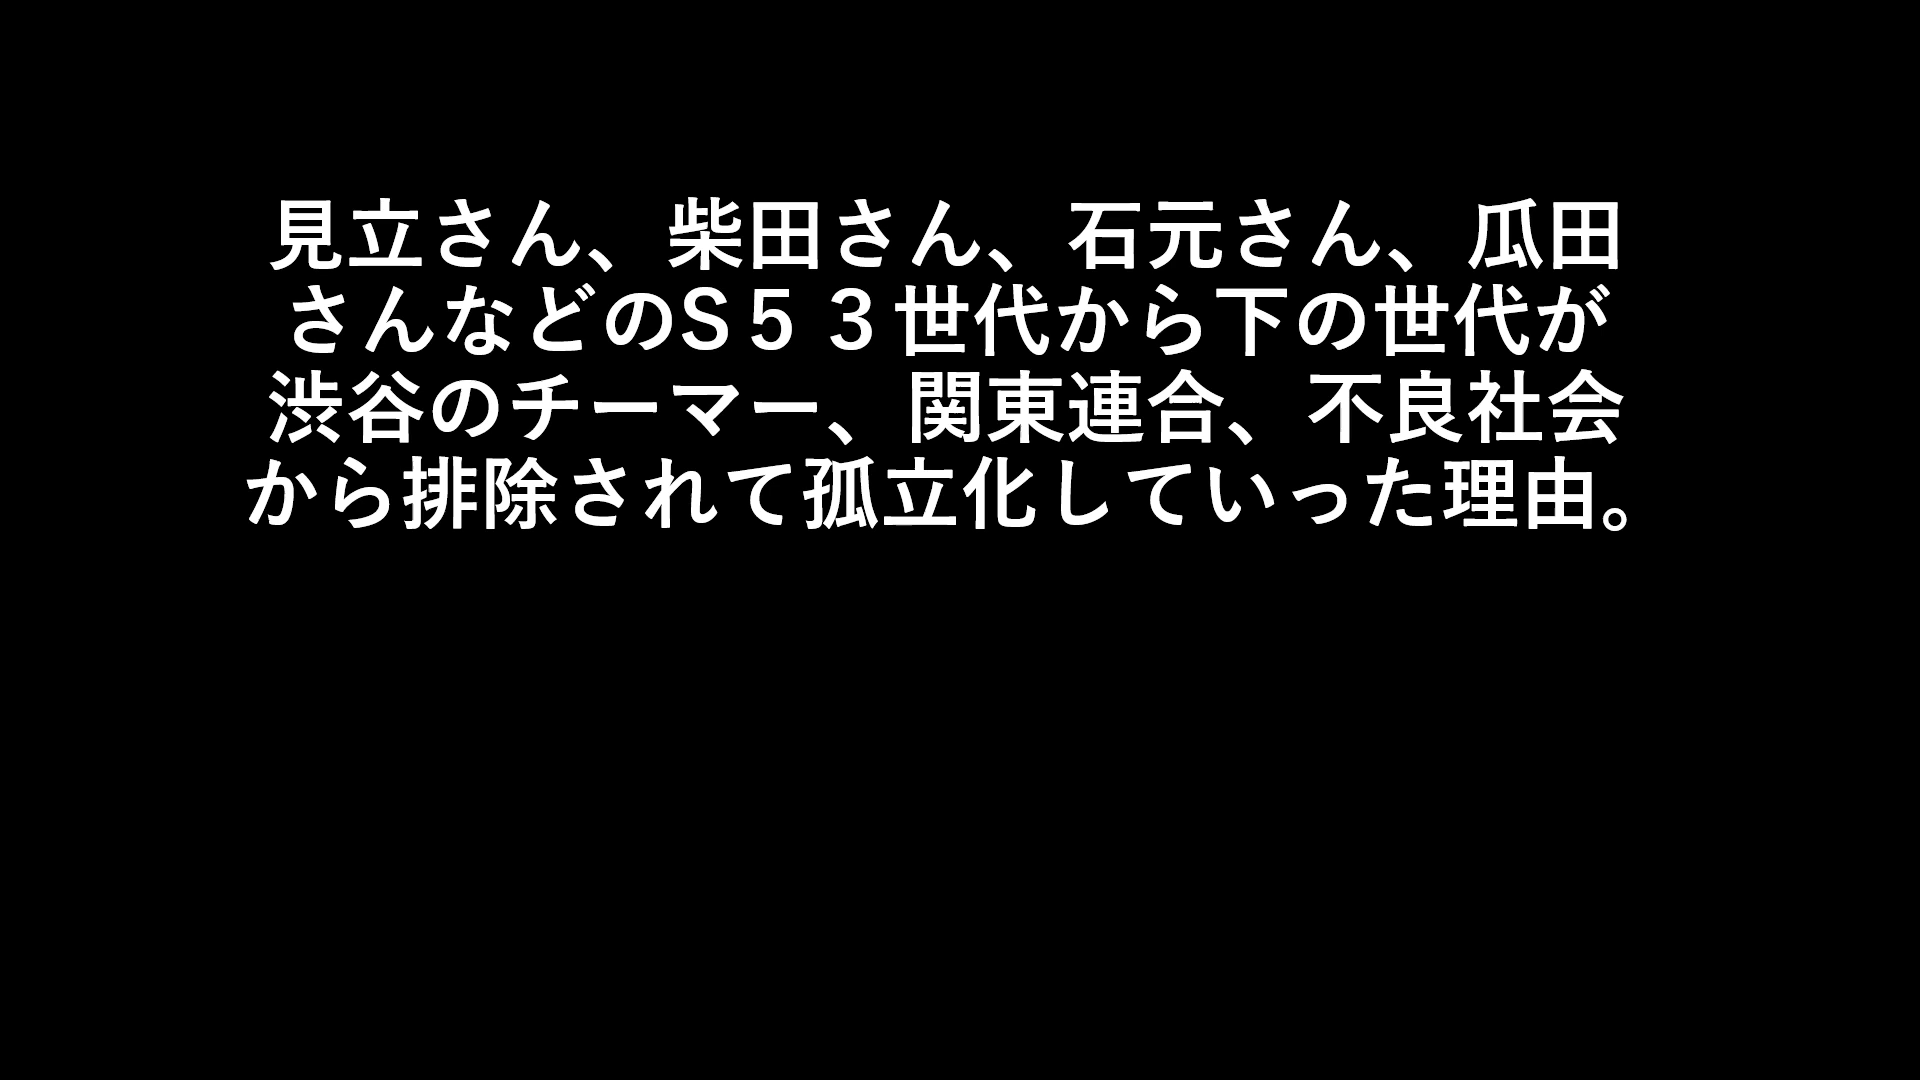 見立さん、柴田さん、石元さん、瓜田
さんなどのS５３世代から下の世代が
渋谷のチーマー、関東連合、不良社会
から排除されて孤立化していった理由。